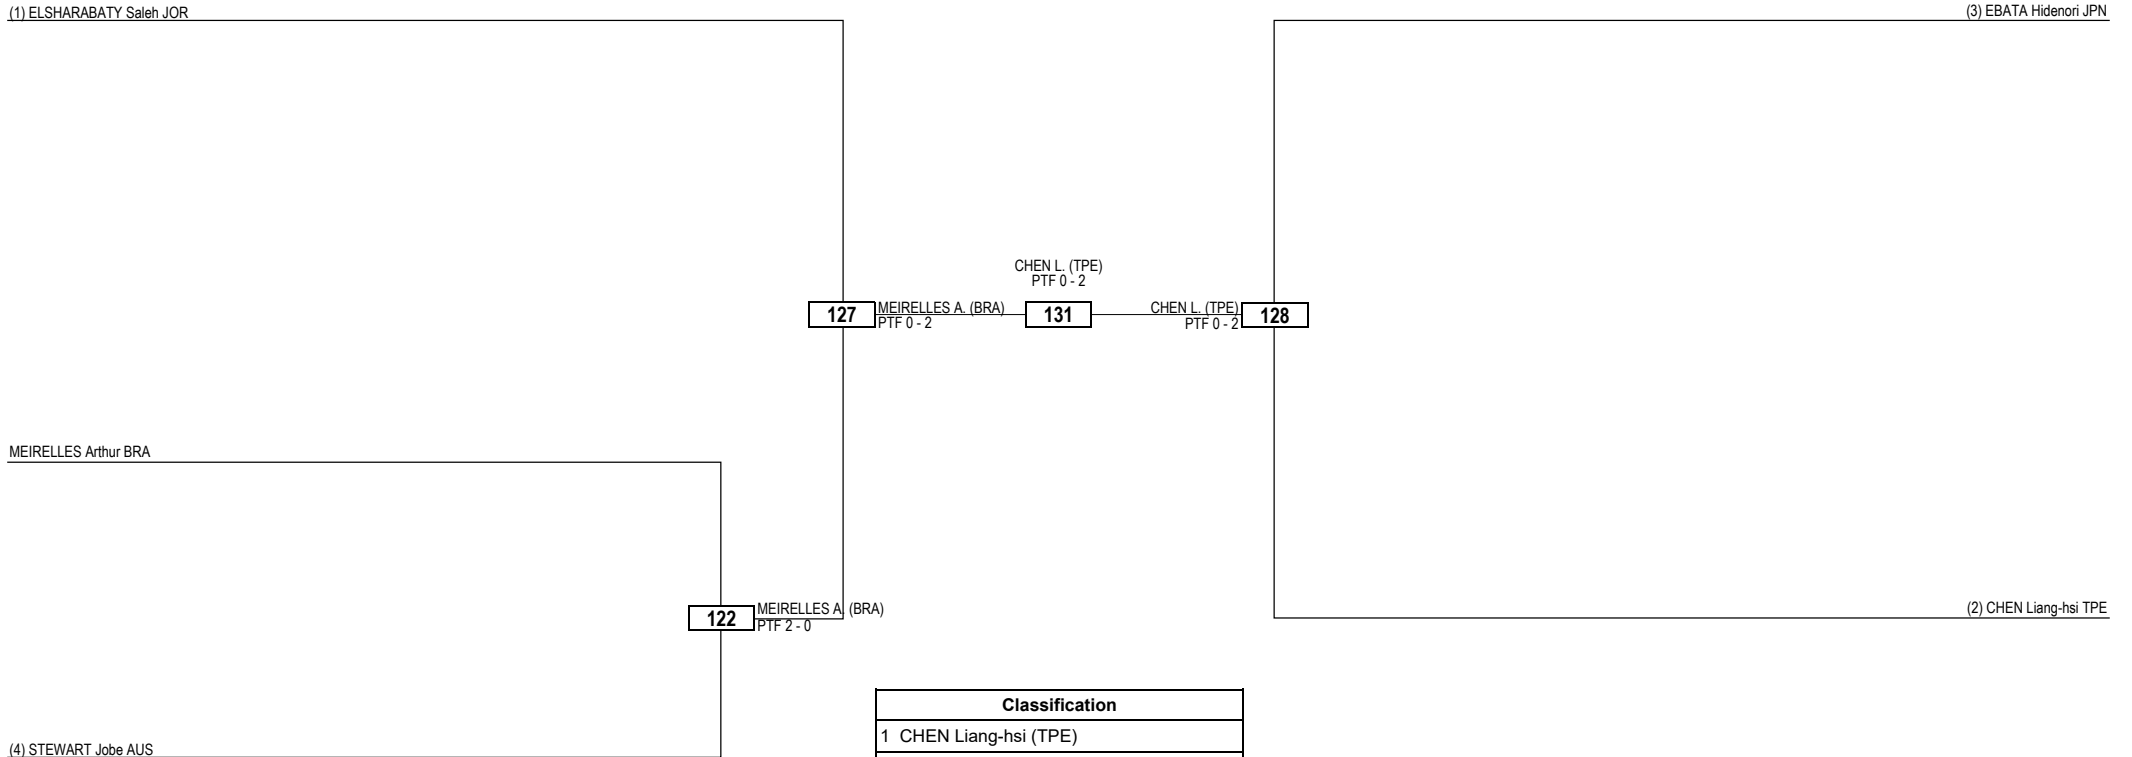 (1) ELSHARABATY Saleh JOR
(3) EBATA Hidenori JPN
CHEN L. (TPE)
PTF 0 - 2
127
MEIRELLES A. (BRA)
PTF 0 - 2
131
CHEN L. (TPE)
PTF 0 - 2
128
MEIRELLES Arthur BRA
122
MEIRELLES A. (BRA)
PTF 2 - 0
(2) CHEN Liang-hsi TPE
Classification
1 CHEN Liang-hsi (TPE)
(4) STEWART Jobe AUS